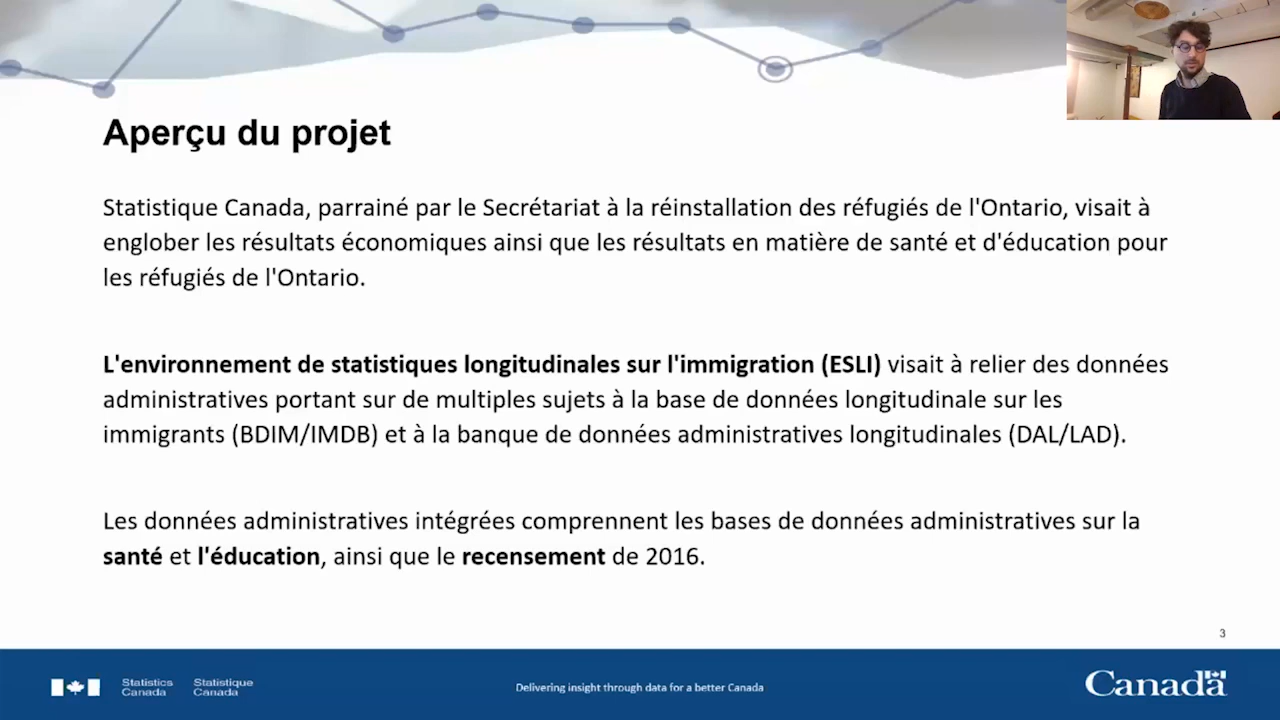 Aperçu du projet
Statistique Canada, parrainé par le Secrétariat à la réinstallation des réfugiés de l'Ontario, visait à
englober les résultats économiques ainsi que les résultats en matière de santé et d'éducation pour
les réfugiés de l'Ontario.
L'environnement de statistiques longitudinales sur l'immigration (ESLI) visait à relier des données
administratives portant sur de multiples sujets à la base de données longitudinale sur les
immigrants (BDIM/IMDB) et à la banque de données administratives longitudinales (DAL/LAD).
Les données administratives intégrées comprennent les bases de données administratives sur la
santé et l'éducation, ainsi que le recensement de 2016.
3
Statistics Canada
Statistique Canada
Delivering insight through data for a better Canada
Canada